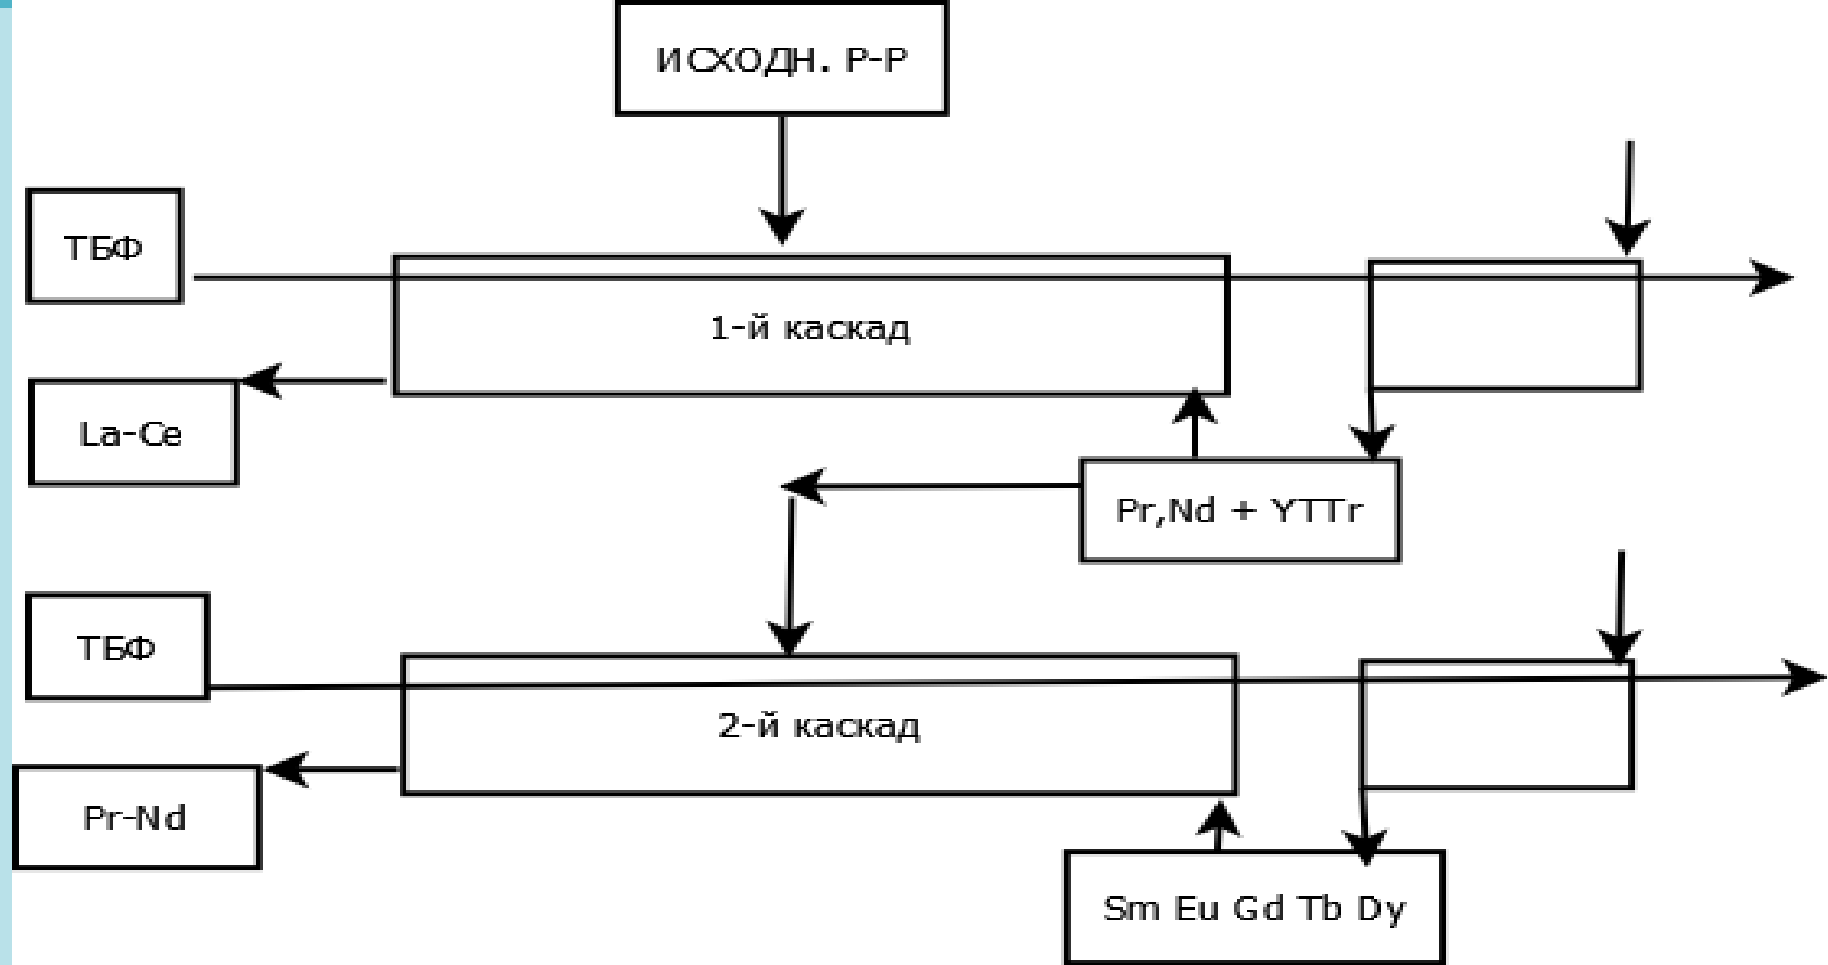 ИСХОДН. Р-Р
ТБФ
1-й каскад
La-Ce
Pr,Nd + YTTr
ТБФ
2-й каскад
Pr-Nd
Sm Eu Gd Tb Dy